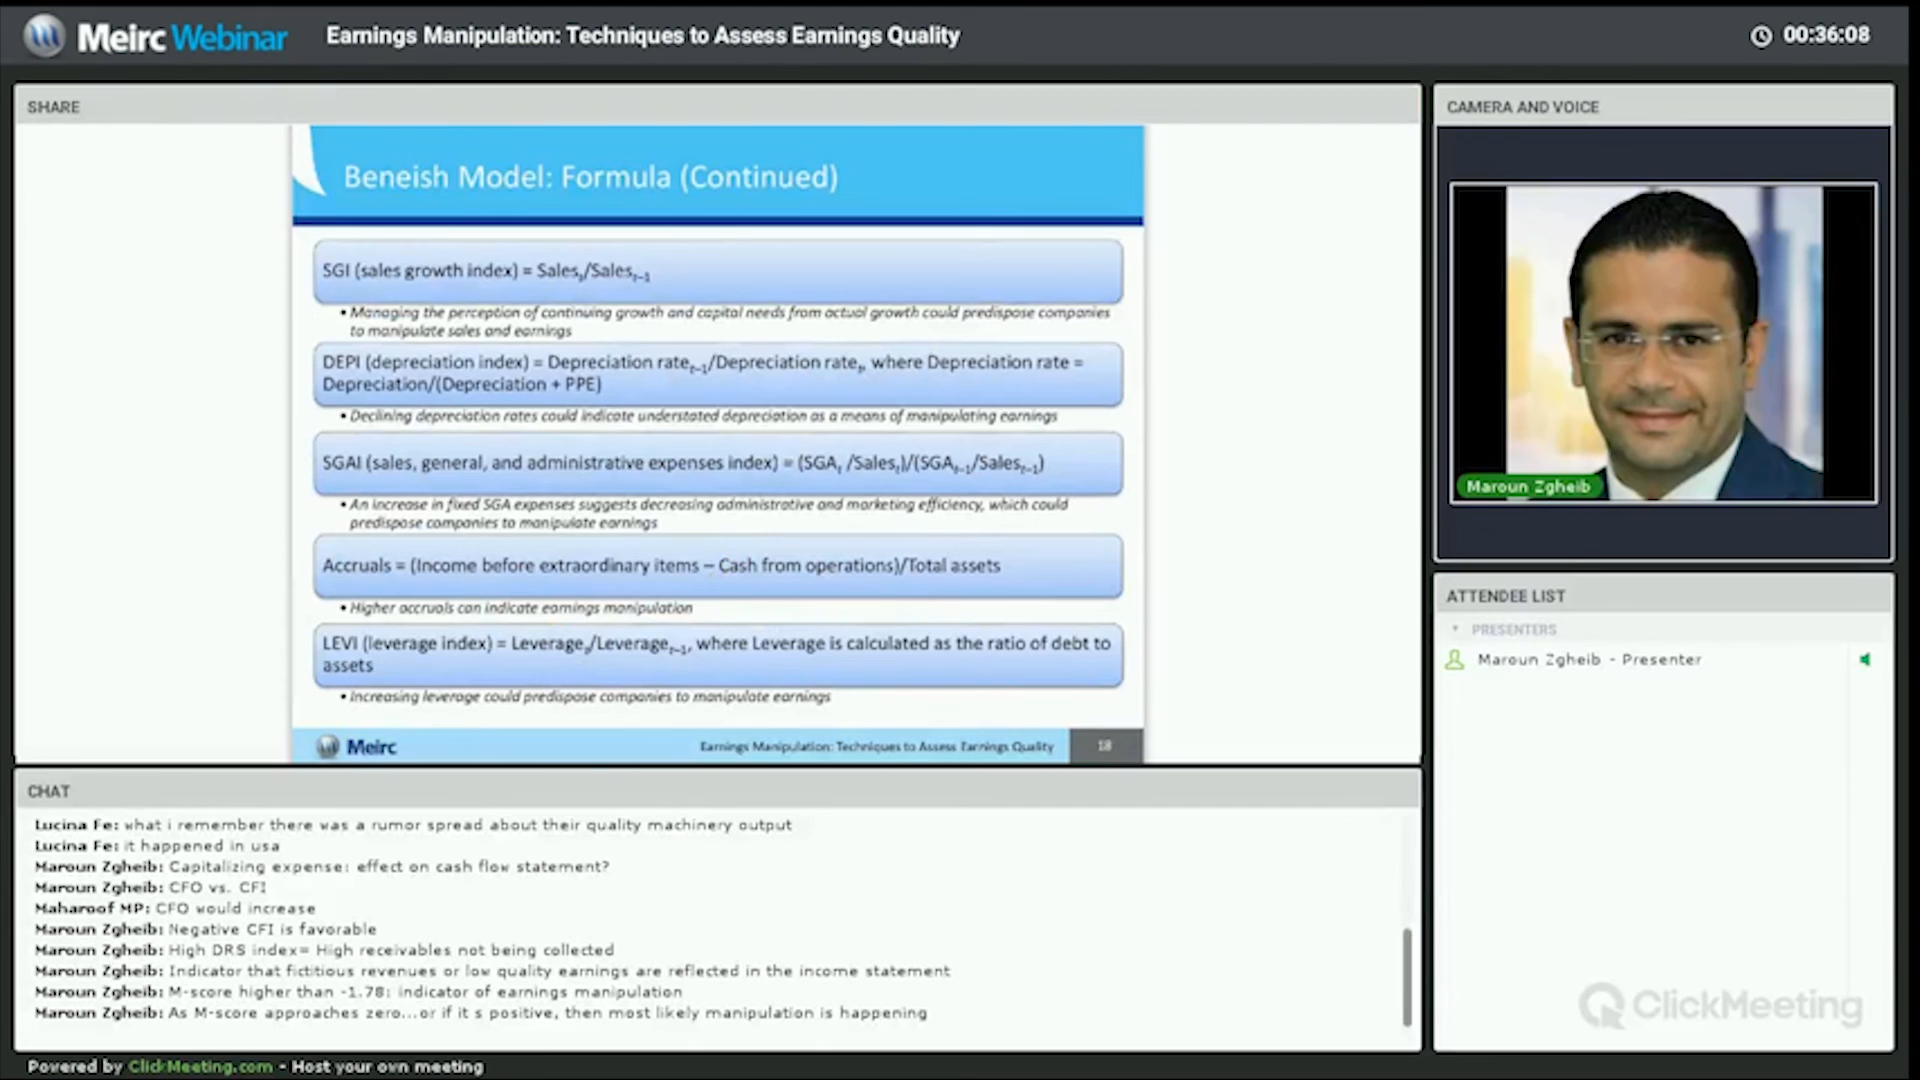 Meirc Webinar
Earnings Manipulation: Techniques to Assess Earnings Quality
00:36:08
SHARE
Beneish Model: Formula (Continued)
SGI (sales growth index) = Salesₜ/Salesₜ₋₁
• Managing the perception of continuing growth and capital needs from actual growth could predispose companies
to manipulate sales and earnings
DEPI (depreciation index) = Depreciation rateₜ₋₁/Depreciation rateₜ, where Depreciation rate =
Depreciation/(Depreciation + PPE)
• Declining depreciation rates could indicate understated depreciation as a means of manipulating earnings
SGAI (sales, general, and administrative expenses index) = (SGAₜ /Salesₜ)/(SGAₜ₋₁/Salesₜ₋₁)
• An increase in fixed SGA expenses suggests decreasing administrative and marketing efficiency, which could
predispose companies to manipulate earnings
Accruals = (Income before extraordinary items – Cash from operations)/Total assets
• Higher accruals can indicate earnings manipulation
LEVI (leverage index) = Leverageₜ/Leverageₜ₋₁, where Leverage is calculated as the ratio of debt to
assets
• Increasing leverage could predispose companies to manipulate earnings
Meirc
Earnings Manipulation: Techniques to Assess Earnings Quality
18
CAMERA AND VOICE
Maroun Zgheib
ATTENDEE LIST
PRESENTERS
Maroun Zgheib - Presenter
CHAT
Lucina Fe: what i remember there was a rumor spread about their quality machinery output
Lucina Fe: it happened in usa
Maroun Zgheib: Capitalizing expense: effect on cash flow statement?
Maroun Zgheib: CFO vs. CFI
Maharoof MP: CFO would increase
Maroun Zgheib: Negative CFI is favorable
Maroun Zgheib: High DRS index= High receivables not being collected
Maroun Zgheib: Indicator that fictitious revenues or low quality earnings are reflected in the income statement
Maroun Zgheib: M-score higher than -1.78: indicator of earnings manipulation
Maroun Zgheib: As M-score approaches zero...or if it s positive, then most likely manipulation is happening
ClickMeeting
Powered by ClickMeeting.com - Host your own meeting